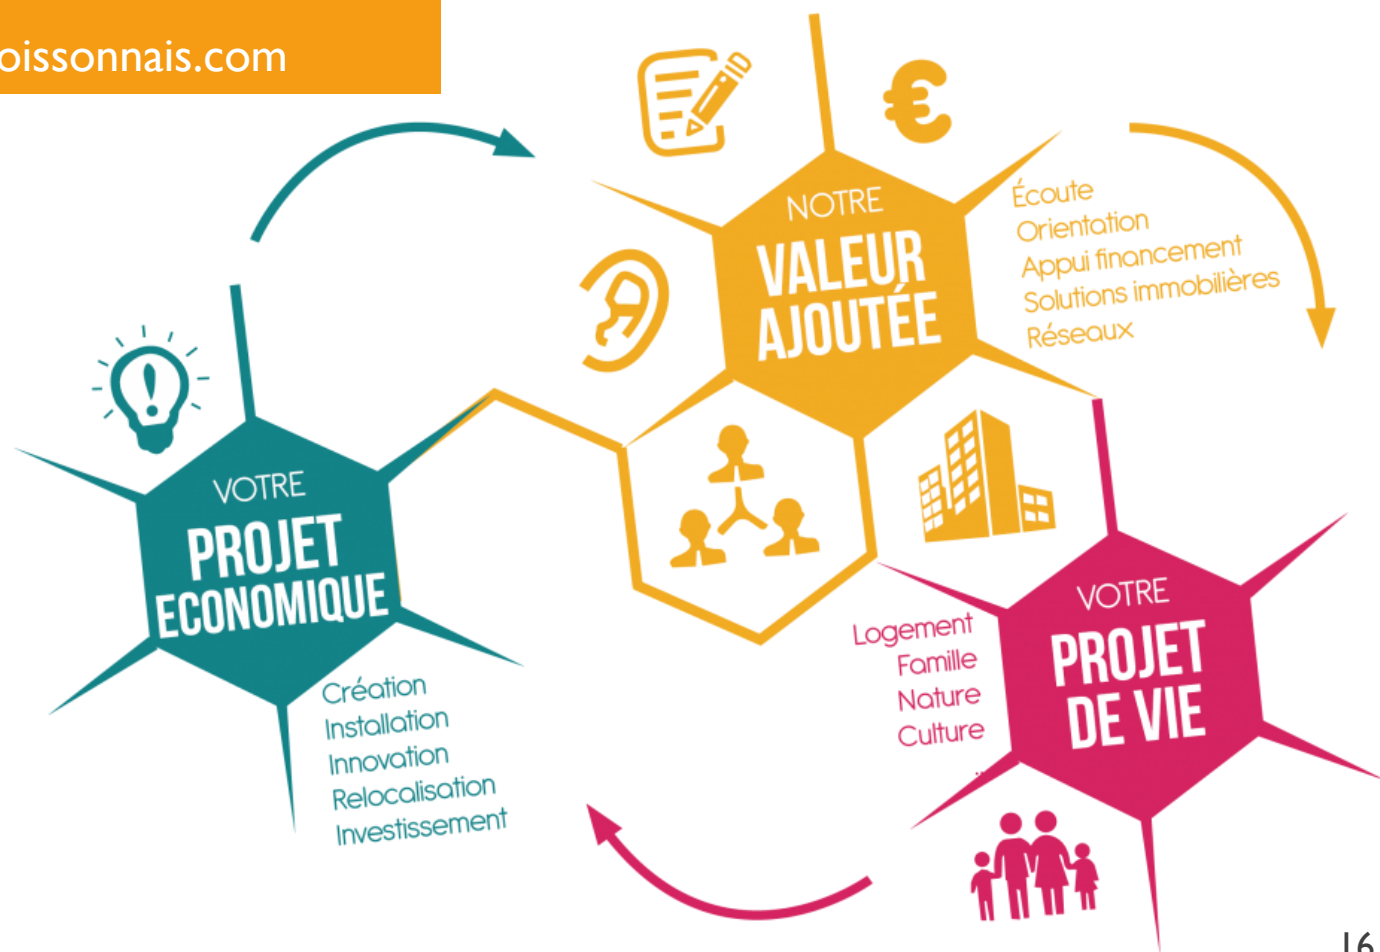 oissonnais.com
NOTRE
VALEUR
AJOUTÉE
Écoute
Orientation
Appui financement
Solutions immobilières
Réseaux
VOTRE
PROJET
ECONOMIQUE
Création
Installation
Innovation
Relocalisation
Investissement
VOTRE
PROJET
DE VIE
Logement
Famille
Nature
Culture
..
16